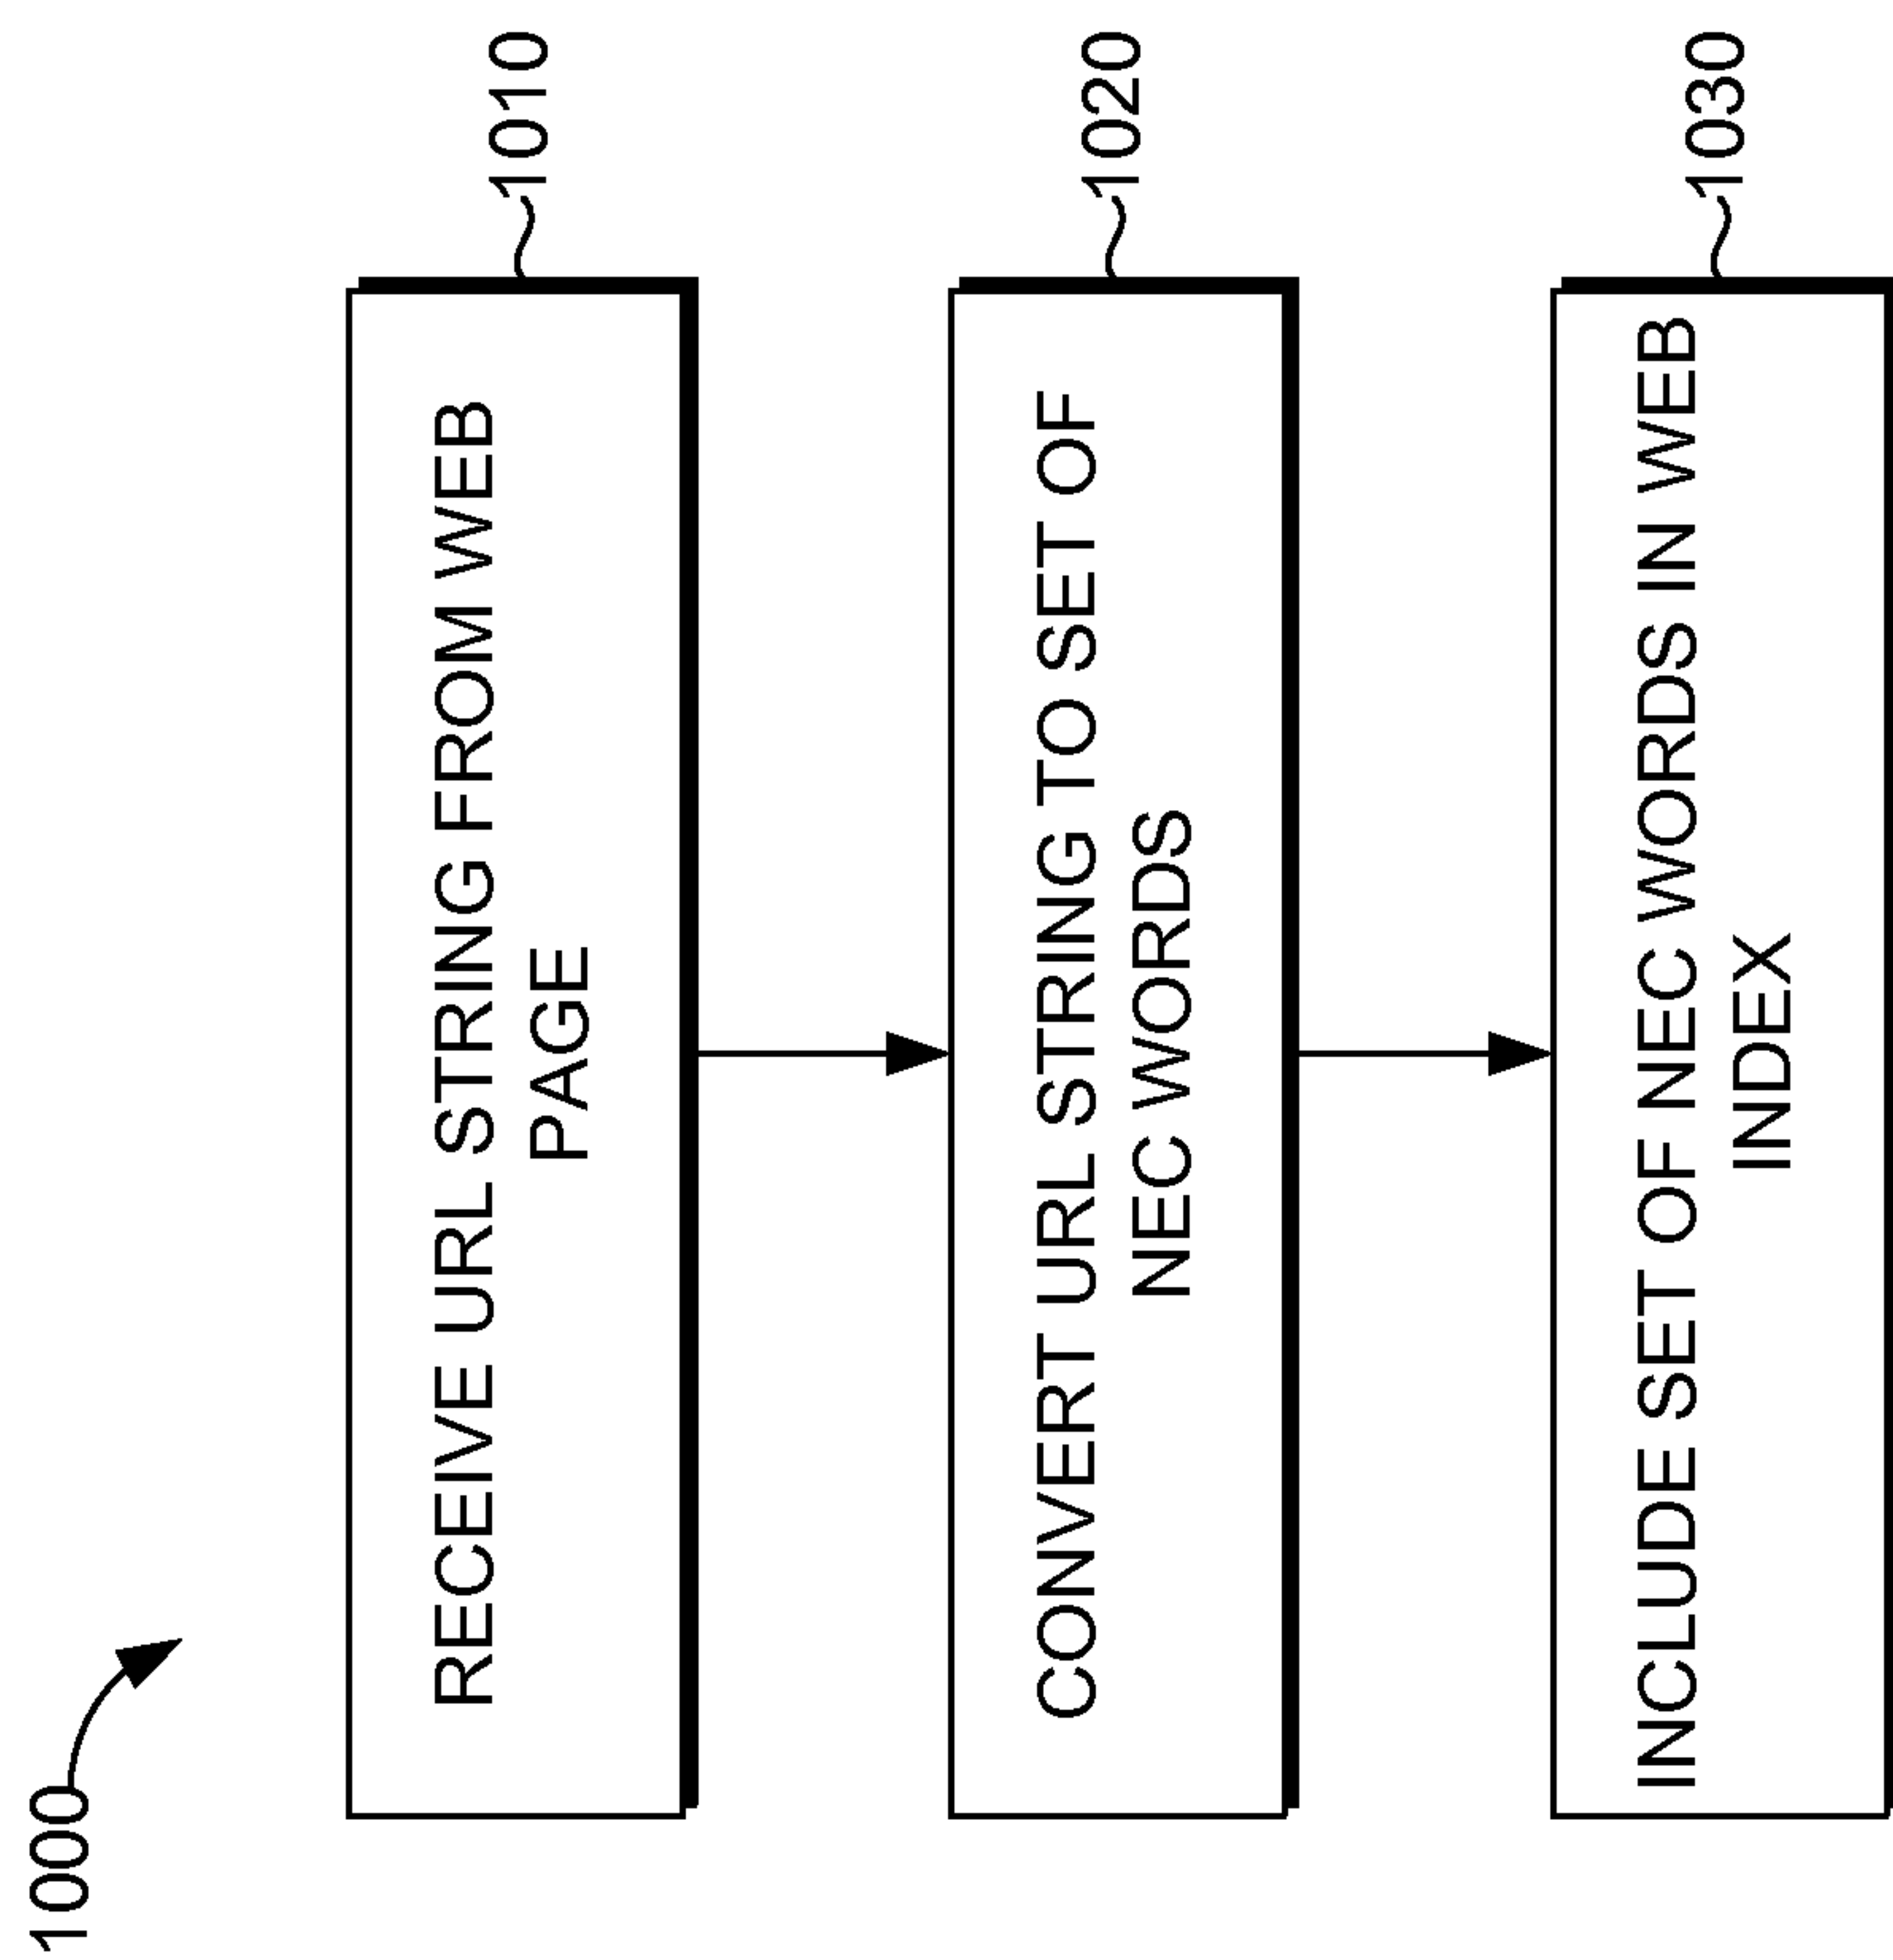 1000
RECEIVE URL STRING FROM WEB
PAGE
1010
CONVERT URL STRING TO SET OF
NEC WORDS
1020
INCLUDE SET OF NEC WORDS IN WEB
INDEX
1030